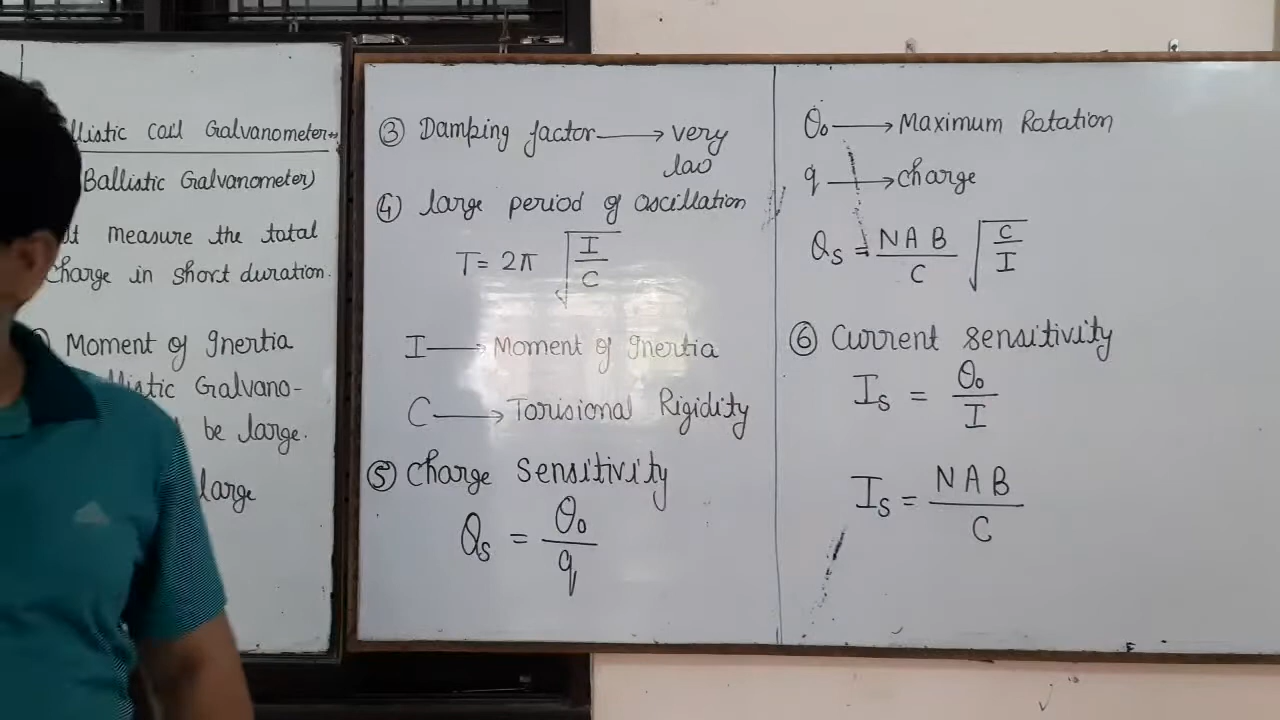 llistic coil Galvanometer:-
Ballistic Galvanometer)
It measure the total
charge in short duration.
Moment of Inertia
llistic Galvano-
be large.
large
③ Damping factor → very
lao
④ large period of oscillation
T = 2π √(I/C)
I → Moment of Inertia
C → Torisional Rigidity
⑤ Charge Sensitivity
Qs = θ₀/q
θ₀ → Maximum Rotation
q → charge
Qs = NAB/C √(C/I)
⑥ Current sensitivity
Is = θ₀/I
Is = NAB/C